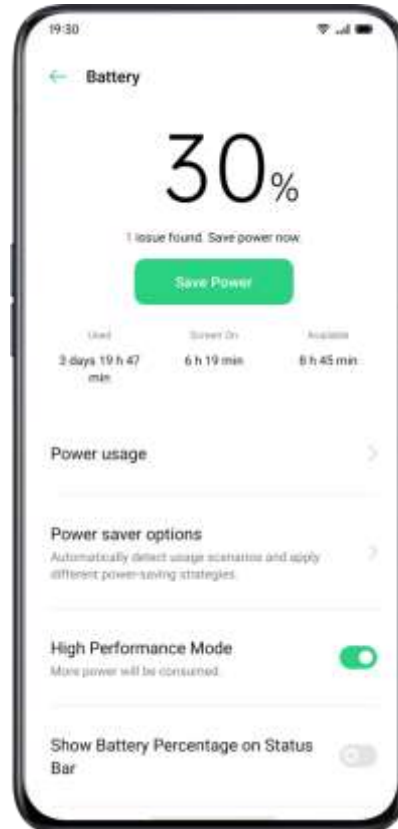 19:30
Battery
30%
1 issue found. Save power now.
Save Power
Used Screen On Available
3 days 19 h 47 6 h 19 min 8 h 45 min
min
Power usage
Power saver options
Automatically detect usage scenarios and apply
different power-saving strategies.
High Performance Mode
More power will be consumed.
Show Battery Percentage on Status
Bar